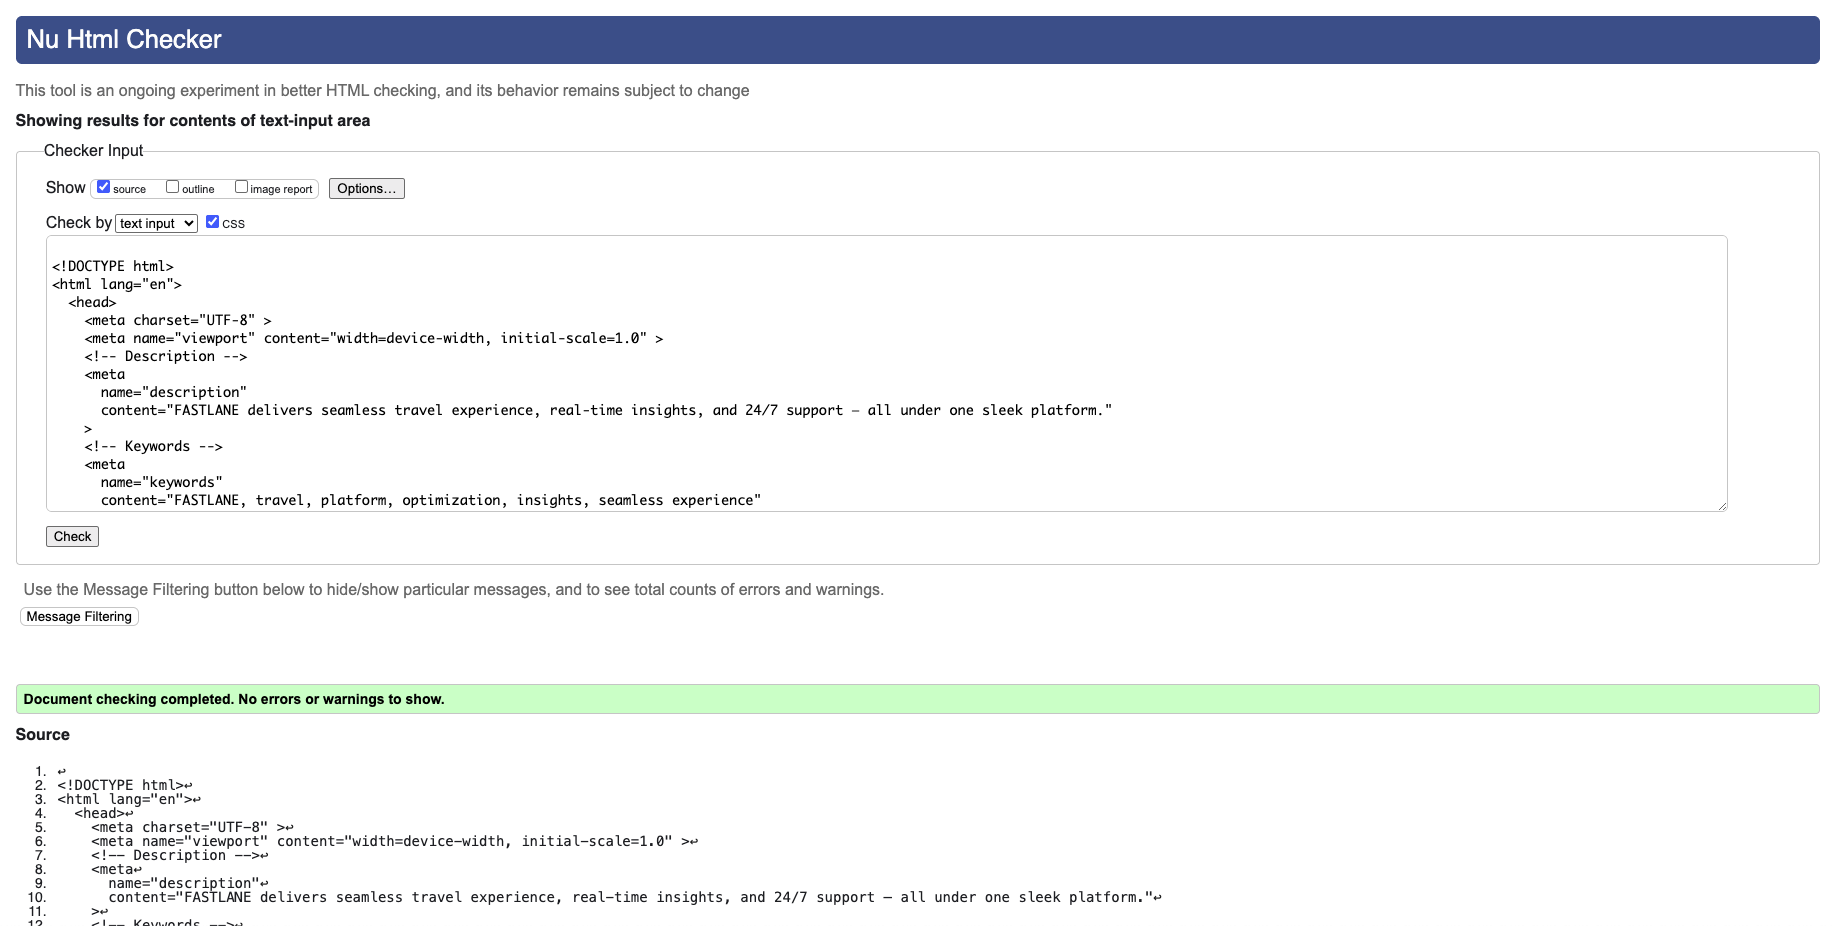 Nu Html Checker
This tool is an ongoing experiment in better HTML checking, and its behavior remains subject to change
Showing results for contents of text-input area
Checker Input
Show source outline image report Options...
Check by text input CSS
<!DOCTYPE html>
<html lang="en">
  <head>
    <meta charset="UTF-8" >
    <meta name="viewport" content="width=device-width, initial-scale=1.0" >
    <!-- Description -->
    <meta
      name="description"
      content="FASTLANE delivers seamless travel experience, real-time insights, and 24/7 support — all under one sleek platform."
    >
    <!-- Keywords -->
    <meta
      name="keywords"
      content="FASTLANE, travel, platform, optimization, insights, seamless experience"
Check
Use the Message Filtering button below to hide/show particular messages, and to see total counts of errors and warnings.
Message Filtering
Document checking completed. No errors or warnings to show.
Source
1. ↩
2. <!DOCTYPE html>↩
3. <html lang="en">↩
4.   <head>↩
5.     <meta charset="UTF-8" >↩
6.     <meta name="viewport" content="width=device-width, initial-scale=1.0" >↩
7.     <!-- Description -->↩
8.     <meta↩
9.       name="description"↩
10.       content="FASTLANE delivers seamless travel experience, real-time insights, and 24/7 support — all under one sleek platform."↩
11.     >↩
12.     <!-- Keywords -->↩